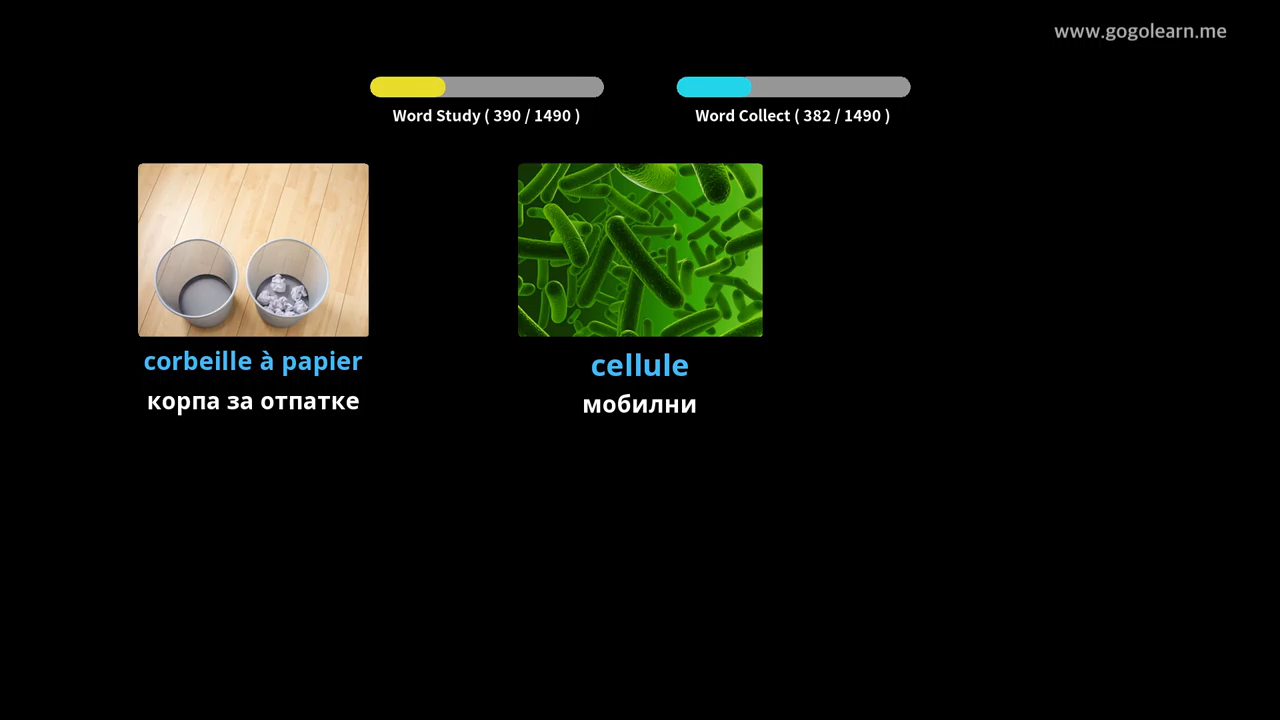 www.gogolearn.me
Word Study ( 390 / 1490 )
Word Collect ( 382 / 1490 )
corbeille à papier
корпа за отпатке
cellule
мобилни